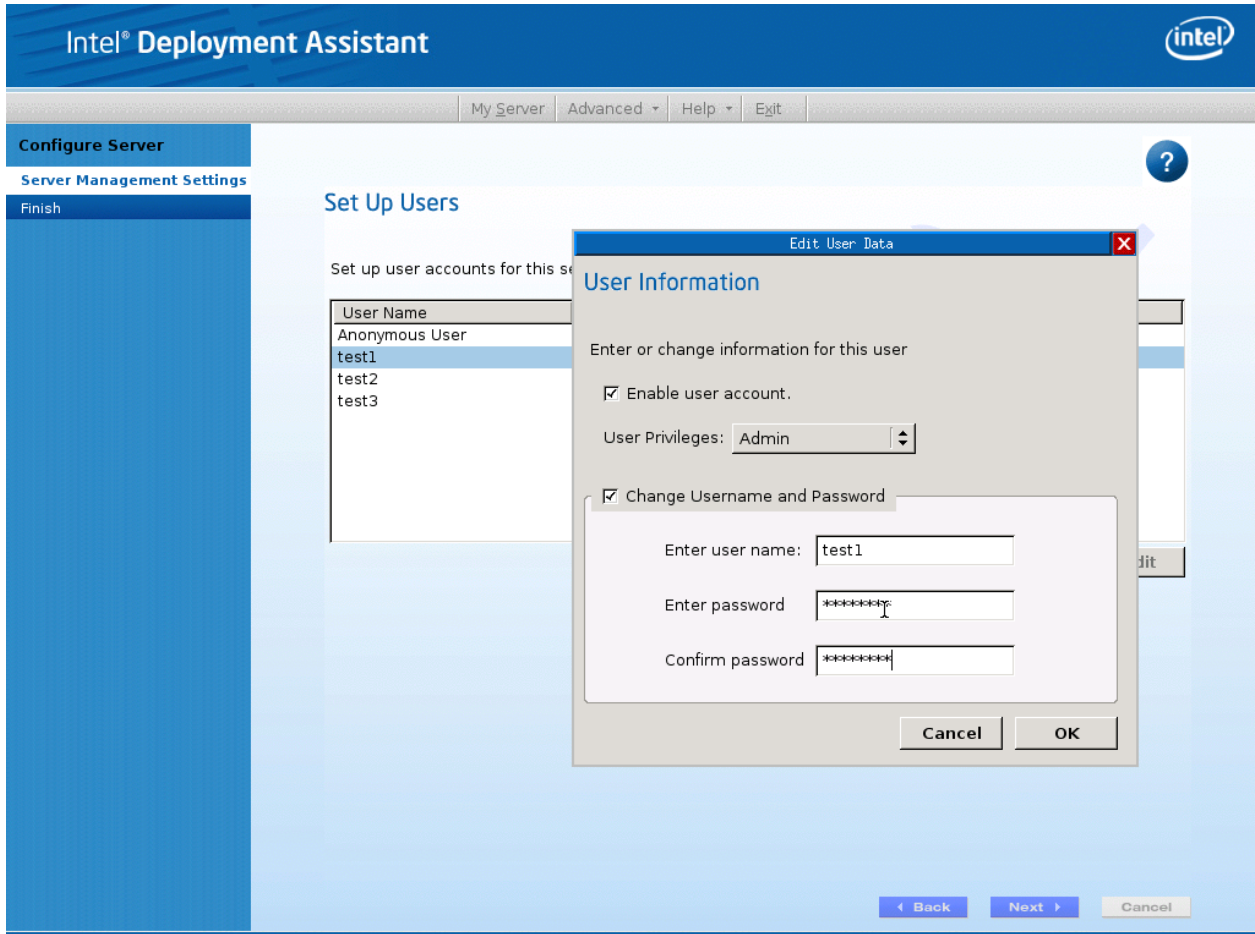 Intel® Deployment Assistant
intel
My Server Advanced Help Exit
Configure Server
Server Management Settings
Finish
?
Set Up Users
Set up user accounts for this se
User Name
Anonymous User
test1
test2
test3
dit
Edit User Data
X
User Information
Enter or change information for this user
Enable user account.
User Privileges: Admin
Change Username and Password
Enter user name: test1
Enter password ********
Confirm password ********
Cancel OK
Back Next Cancel